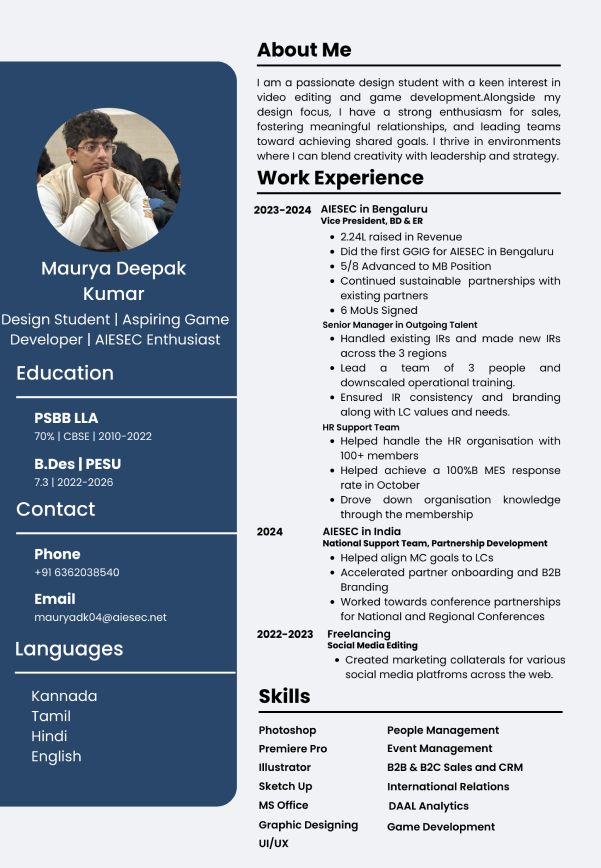 Maurya Deepak
Kumar
Design Student | Aspiring Game
Developer | AIESEC Enthusiast
Education
PSBB LLA
70% | CBSE | 2010-2022
B.Des | PESU
7.3 | 2022-2026
Contact
Phone
+91 6362038540
Email
mauryadk04@aiesec.net
Languages
Kannada
Tamil
Hindi
English
About Me
I am a passionate design student with a keen interest in
video editing and game development.Alongside my
design focus, I have a strong enthusiasm for sales,
fostering meaningful relationships, and leading teams
toward achieving shared goals. I thrive in environments
where I can blend creativity with leadership and strategy.
Work Experience
2023-2024 AIESEC in Bengaluru
Vice President, BD & ER
• 2.24L raised in Revenue
• Did the first GGIG for AIESEC in Bengaluru
• 5/8 Advanced to MB Position
• Continued sustainable partnerships with
existing partners
• 6 MoUs Signed
Senior Manager in Outgoing Talent
• Handled existing IRs and made new IRs
across the 3 regions
• Lead a team of 3 people and
downscaled operational training.
• Ensured IR consistency and branding
along with LC values and needs.
HR Support Team
• Helped handle the HR organisation with
100+ members
• Helped achieve a 100%B MES response
rate in October
• Drove down organisation knowledge
through the membership
2024 AIESEC in India
National Support Team, Partnership Development
• Helped align MC goals to LCs
• Accelerated partner onboarding and B2B
Branding
• Worked towards conference partnerships
for National and Regional Conferences
2022-2023 Freelancing
Social Media Editing
• Created marketing collaterals for various
social media platfroms across the web.
Skills
Photoshop
Premiere Pro
Illustrator
Sketch Up
MS Office
Graphic Designing
UI/UX
People Management
Event Management
B2B & B2C Sales and CRM
International Relations
DAAL Analytics
Game Development